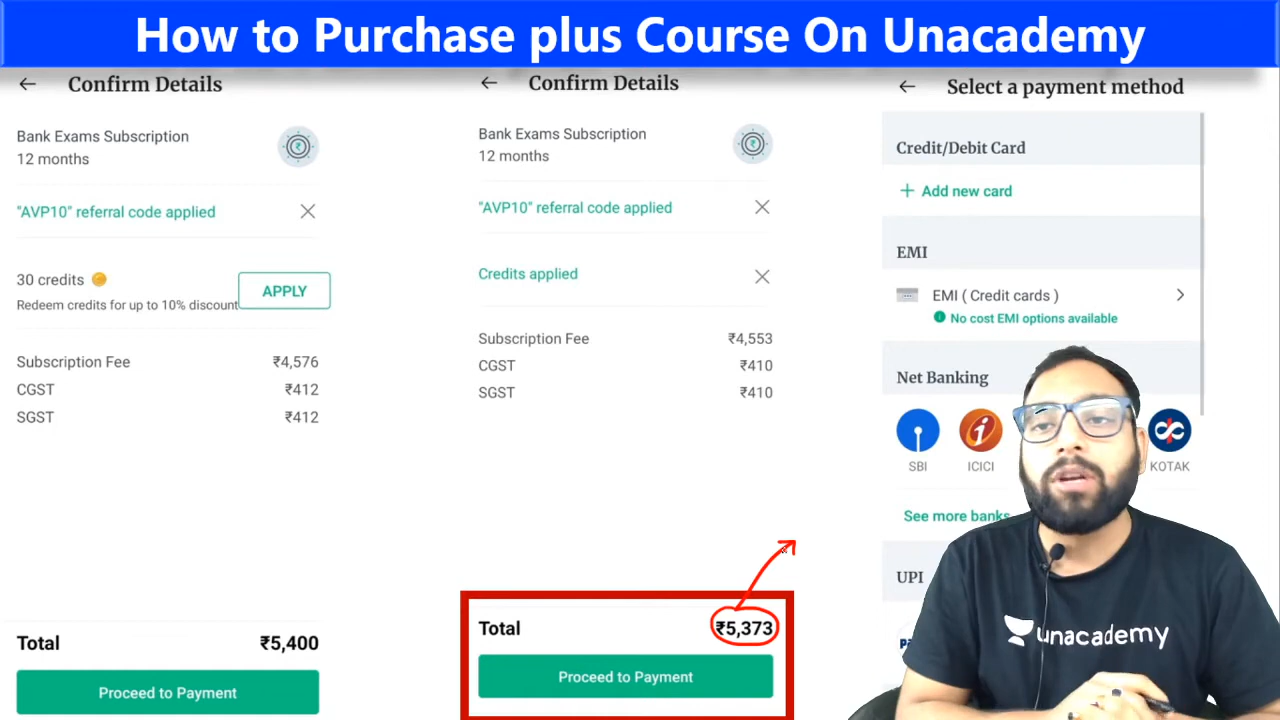 How to Purchase plus Course On Unacademy
Confirm Details
Bank Exams Subscription
12 months
"AVP10" referral code applied
30 credits
APPLY
Redeem credits for up to 10% discount
Subscription Fee ₹4,576
CGST ₹412
SGST ₹412
Total ₹5,400
Proceed to Payment
Confirm Details
Bank Exams Subscription
12 months
"AVP10" referral code applied
Credits applied
Subscription Fee ₹4,553
CGST ₹410
SGST ₹410
Total ₹5,373
Proceed to Payment
Select a payment method
Credit/Debit Card
+ Add new card
EMI
EMI ( Credit cards )
No cost EMI options available
Net Banking
SBI ICICI KOTAK
See more banks
UPI
unacademy